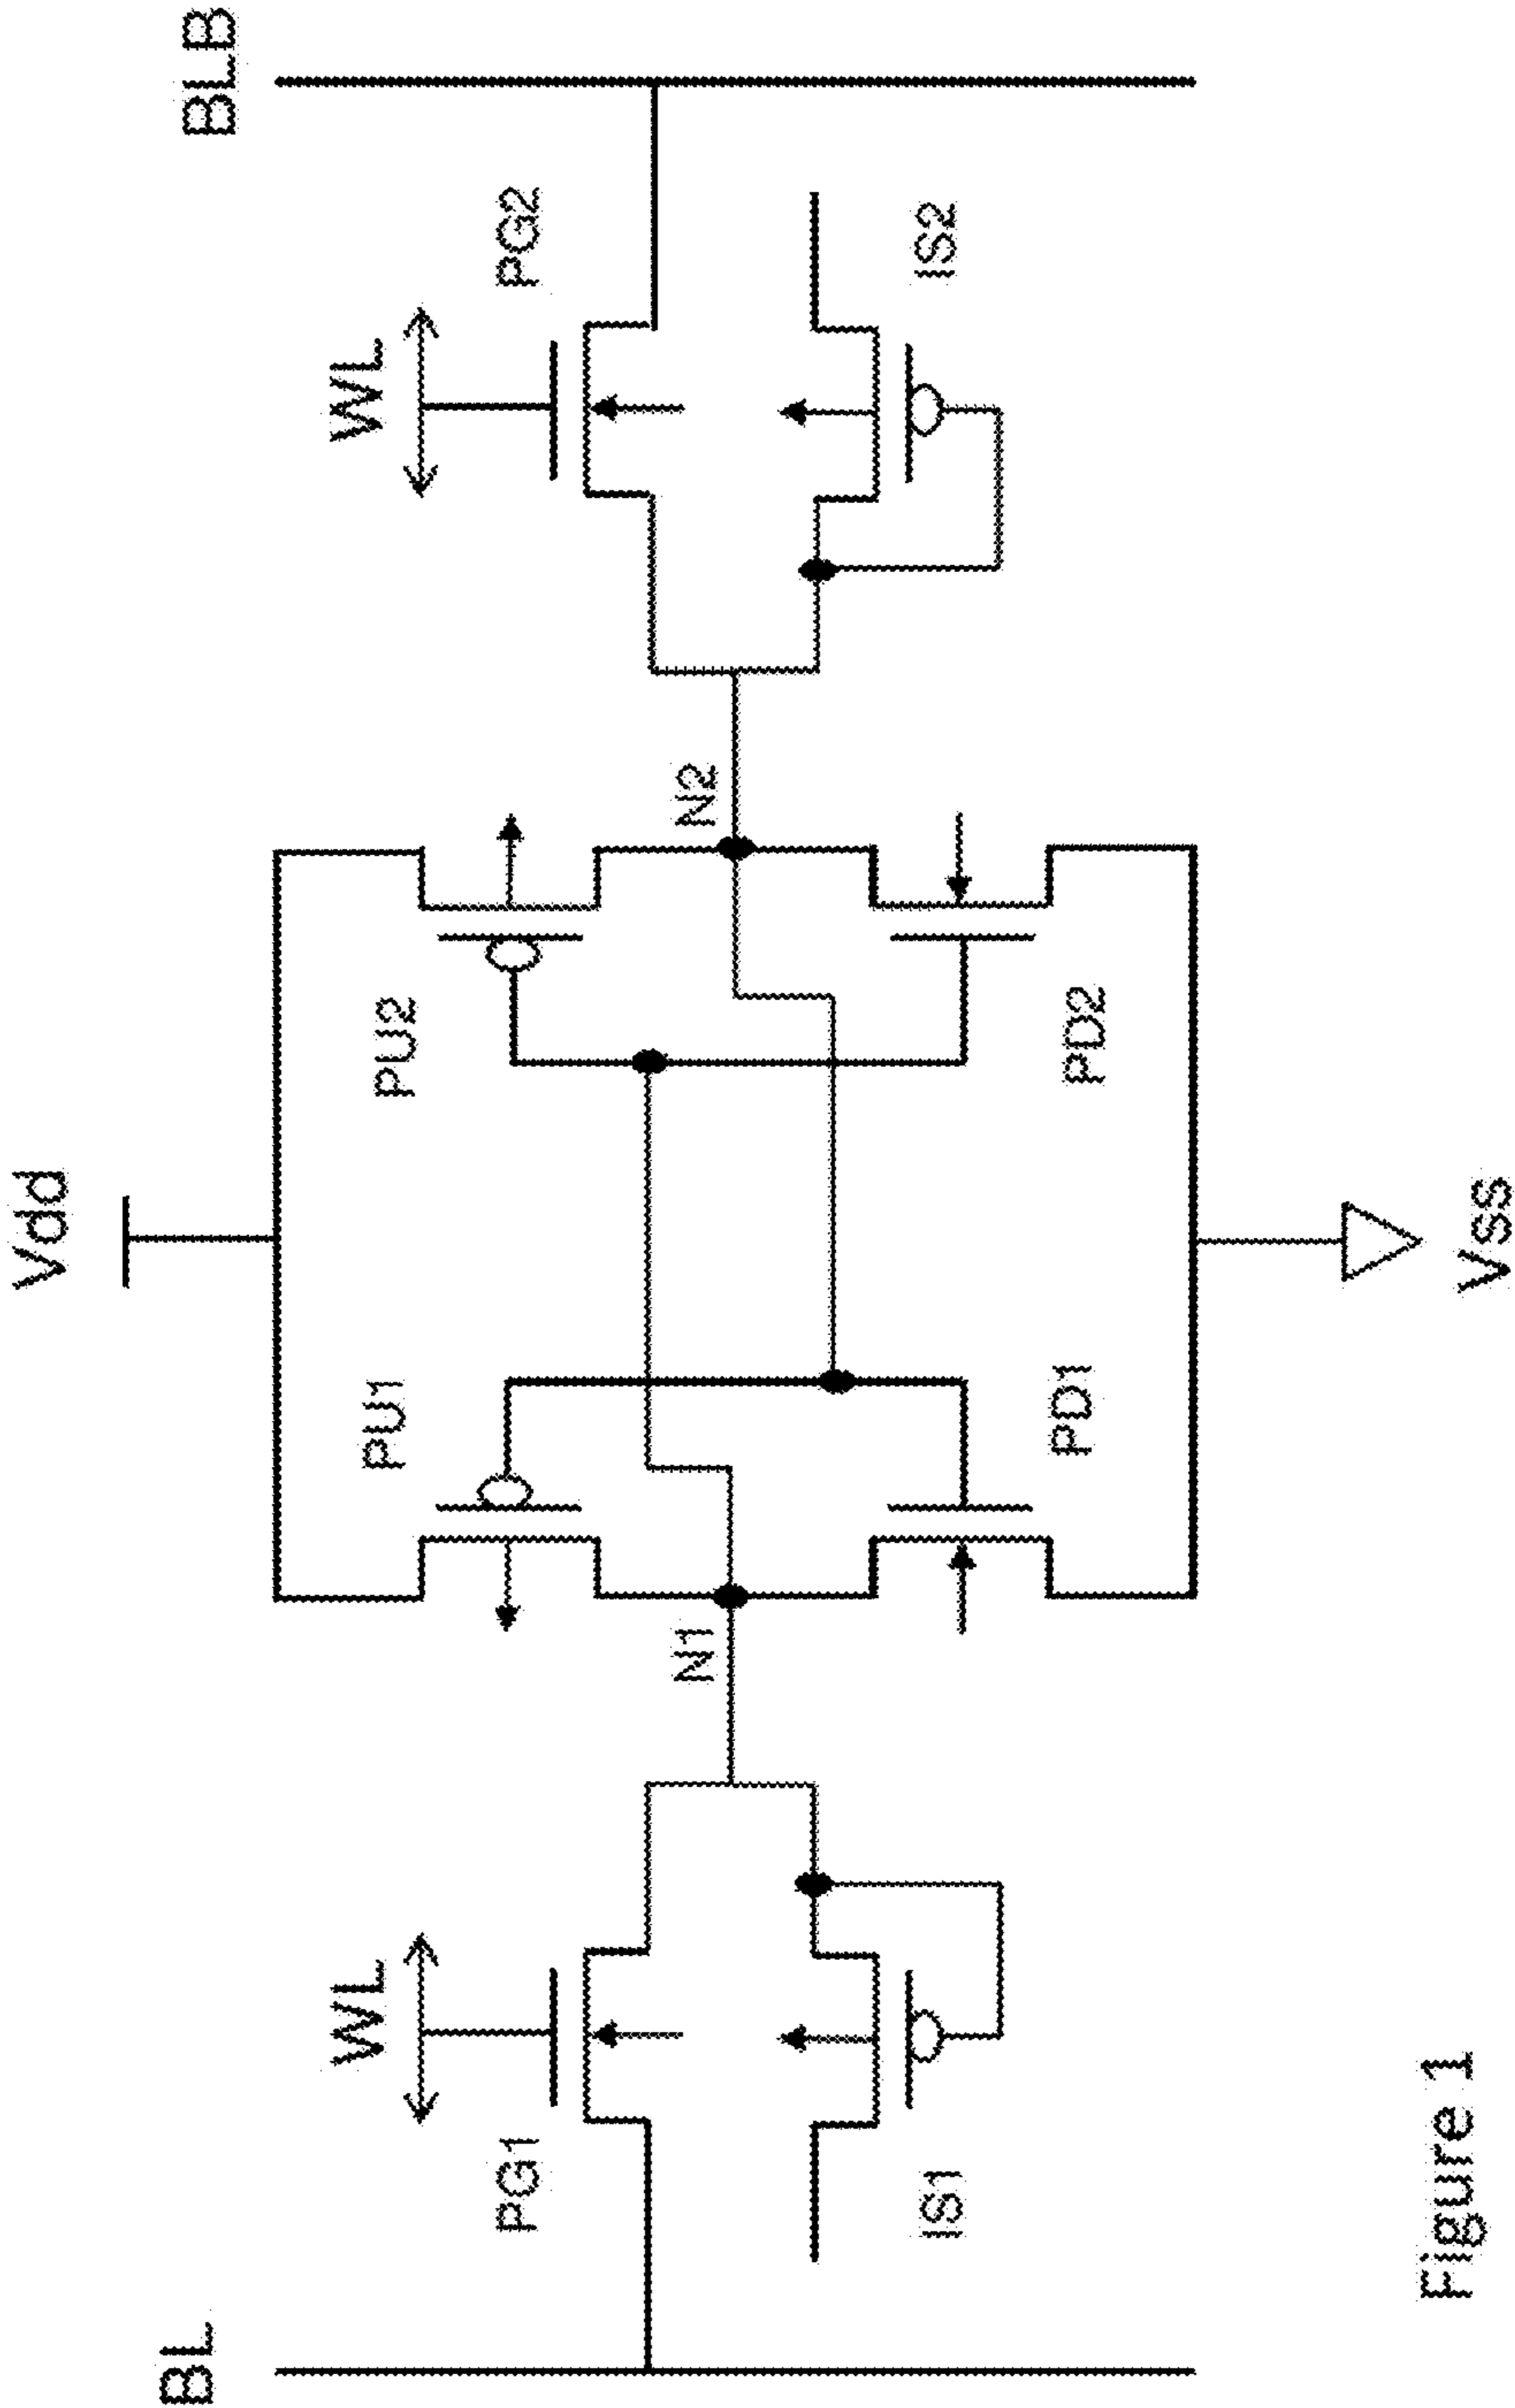 Vdd
BL
BLB
WL
WL
PU1
PU2
PG1
PG2
N1
N2
IS1
IS2
PD1
PD2
Vss
Figure 1